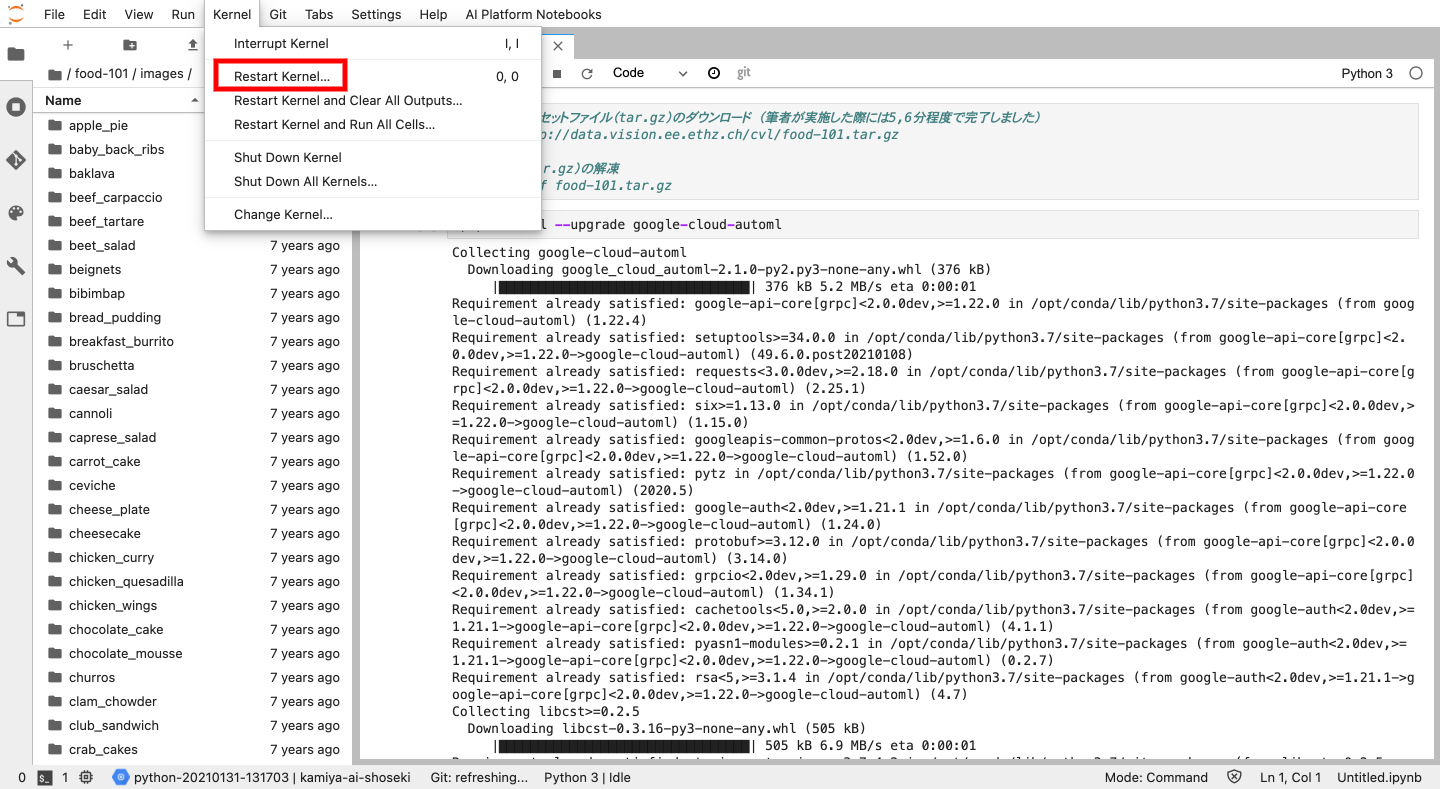 File Edit View Run Kernel Git Tabs Settings Help AI Platform Notebooks
Interrupt Kernel I, I
Restart Kernel... 0, 0
Restart Kernel and Clear All Outputs...
Restart Kernel and Run All Cells...
Shut Down Kernel
Shut Down All Kernels...
Change Kernel...
/ food-101 / images /
Name
apple_pie
baby_back_ribs
baklava
beef_carpaccio
beef_tartare
beet_salad 7 years ago
beignets 7 years ago
bibimbap 7 years ago
bread_pudding 7 years ago
breakfast_burrito 7 years ago
bruschetta 7 years ago
caesar_salad 7 years ago
cannoli 7 years ago
caprese_salad 7 years ago
carrot_cake 7 years ago
ceviche 7 years ago
cheese_plate 7 years ago
cheesecake 7 years ago
chicken_curry 7 years ago
chicken_quesadilla 7 years ago
chicken_wings 7 years ago
chocolate_cake 7 years ago
chocolate_mousse 7 years ago
churros 7 years ago
clam_chowder 7 years ago
club_sandwich 7 years ago
crab_cakes 7 years ago
Code git Python 3
セットファイル(tar.gz)のダウンロード (筆者が実施した際には5,6分程度で完了しました)
p://data.vision.ee.ethz.ch/cvl/food-101.tar.gz
r.gz)の解凍
f food-101.tar.gz
l --upgrade google-cloud-automl
Collecting google-cloud-automl
Downloading google_cloud_automl-2.1.0-py2.py3-none-any.whl (376 kB)
| 376 kB 5.2 MB/s eta 0:00:01
Requirement already satisfied: google-api-core[grpc]<2.0.0dev,>=1.22.0 in /opt/conda/lib/python3.7/site-packages (from goog
le-cloud-automl) (1.22.4)
Requirement already satisfied: setuptools>=34.0.0 in /opt/conda/lib/python3.7/site-packages (from google-api-core[grpc]<2.
0.0dev,>=1.22.0->google-cloud-automl) (49.6.0.post20210108)
Requirement already satisfied: requests<3.0.0dev,>=2.18.0 in /opt/conda/lib/python3.7/site-packages (from google-api-core[g
rpc]<2.0.0dev,>=1.22.0->google-cloud-automl) (2.25.1)
Requirement already satisfied: six>=1.13.0 in /opt/conda/lib/python3.7/site-packages (from google-api-core[grpc]<2.0.0dev,>
=1.22.0->google-cloud-automl) (1.15.0)
Requirement already satisfied: googleapis-common-protos<2.0dev,>=1.6.0 in /opt/conda/lib/python3.7/site-packages (from goog
le-api-core[grpc]<2.0.0dev,>=1.22.0->google-cloud-automl) (1.52.0)
Requirement already satisfied: pytz in /opt/conda/lib/python3.7/site-packages (from google-api-core[grpc]<2.0.0dev,>=1.22.0
->google-cloud-automl) (2020.5)
Requirement already satisfied: google-auth<2.0dev,>=1.21.1 in /opt/conda/lib/python3.7/site-packages (from google-api-core
[grpc]<2.0.0dev,>=1.22.0->google-cloud-automl) (1.24.0)
Requirement already satisfied: protobuf>=3.12.0 in /opt/conda/lib/python3.7/site-packages (from google-api-core[grpc]<2.0.0
dev,>=1.22.0->google-cloud-automl) (3.14.0)
Requirement already satisfied: grpcio<2.0dev,>=1.29.0 in /opt/conda/lib/python3.7/site-packages (from google-api-core[grpc]
<2.0.0dev,>=1.22.0->google-cloud-automl) (1.34.1)
Requirement already satisfied: cachetools<5.0,>=2.0.0 in /opt/conda/lib/python3.7/site-packages (from google-auth<2.0dev,>=
1.21.1->google-api-core[grpc]<2.0.0dev,>=1.22.0->google-cloud-automl) (4.1.1)
Requirement already satisfied: pyasn1-modules>=0.2.1 in /opt/conda/lib/python3.7/site-packages (from google-auth<2.0dev,>=
1.21.1->google-api-core[grpc]<2.0.0dev,>=1.22.0->google-cloud-automl) (0.2.7)
Requirement already satisfied: rsa<5,>=3.1.4 in /opt/conda/lib/python3.7/site-packages (from google-auth<2.0dev,>=1.21.1->g
oogle-api-core[grpc]<2.0.0dev,>=1.22.0->google-cloud-automl) (4.7)
Collecting libcst>=0.2.5
Downloading libcst-0.3.16-py3-none-any.whl (505 kB)
| 505 kB 6.9 MB/s eta 0:00:01
0 1 python-20210131-131703 | kamiya-ai-shoseki Git: refreshing... Python 3 | Idle Mode: Command Ln 1, Col 1 Untitled.ipynb